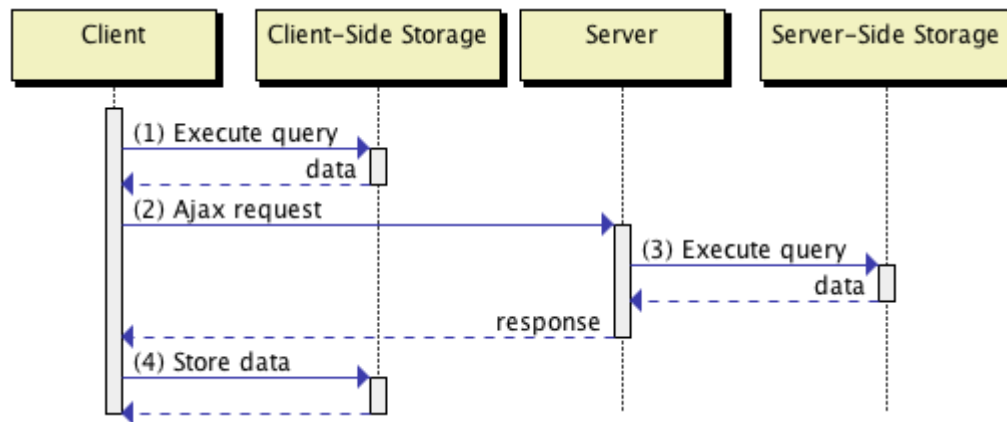 Client
Client-Side Storage
Server
Server-Side Storage
(1) Execute query
data
(2) Ajax request
(3) Execute query
data
response
(4) Store data